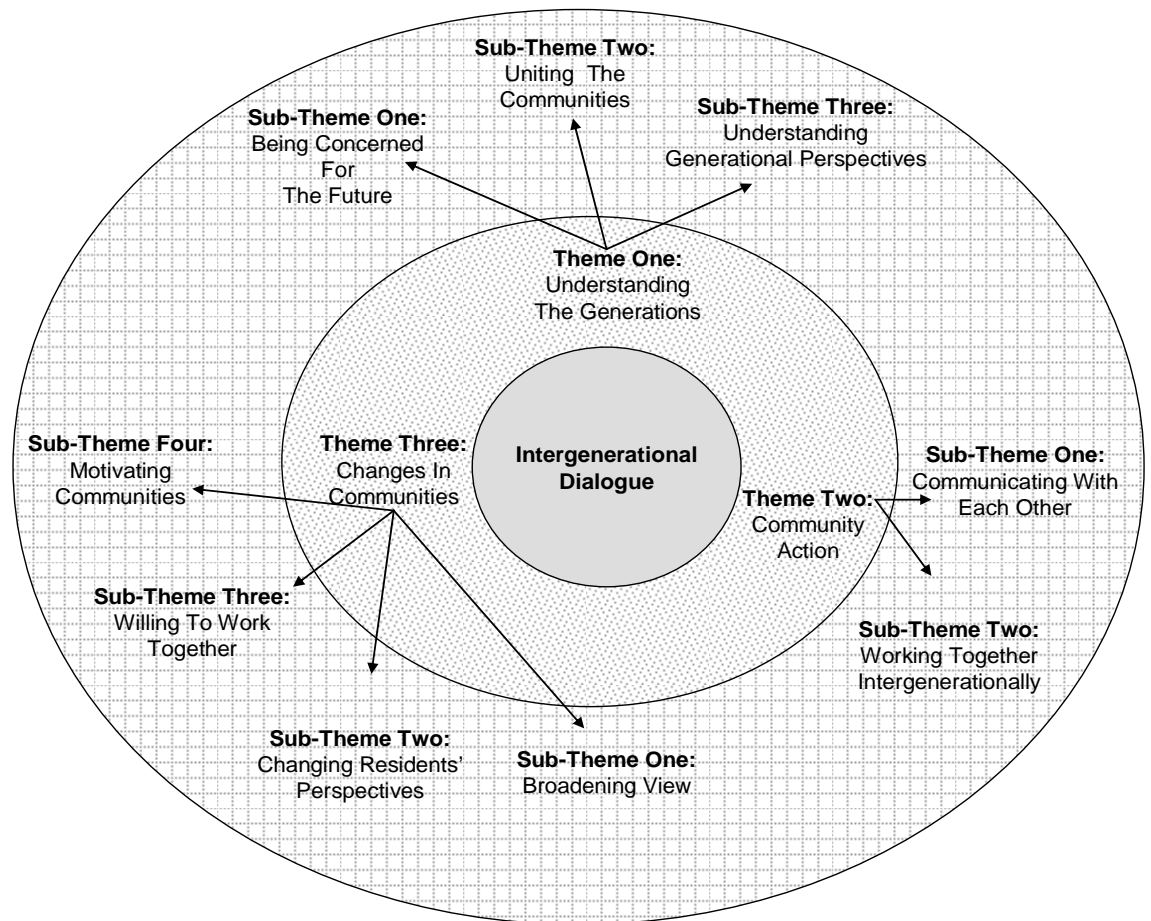 Sub-Theme Two:
Uniting The
Communities
Sub-Theme One:
Being Concerned
For
The Future
Sub-Theme Three:
Understanding
Generational Perspectives
Theme One:
Understanding
The Generations
Sub-Theme Four:
Motivating
Communities
Theme Three:
Changes In
Communities
Intergenerational
Dialogue
Theme Two:
Community
Action
Sub-Theme One:
Communicating With
Each Other
Sub-Theme Three:
Willing To Work
Together
Sub-Theme Two:
Working Together
Intergenerationally
Sub-Theme Two:
Changing Residents’
Perspectives
Sub-Theme One:
Broadening View